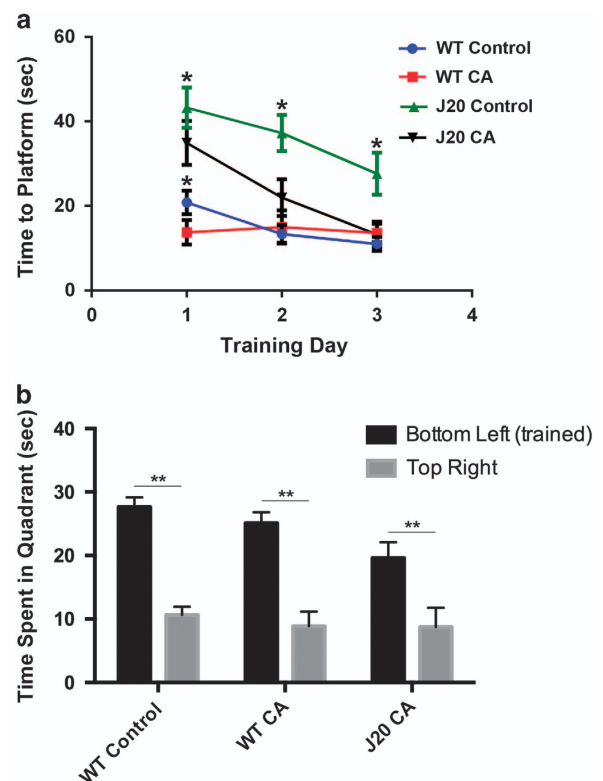 a
60
40
20
0
Time to Platform (sec)
* * *
*
WT Control
WT CA
J20 Control
J20 CA
0 1 2 3 4
Training Day
b
40
30
20
10
0
Time Spent in Quadrant (sec)
Bottom Left (trained)
Top Right
** ** **
WT Control WT CA J20 CA